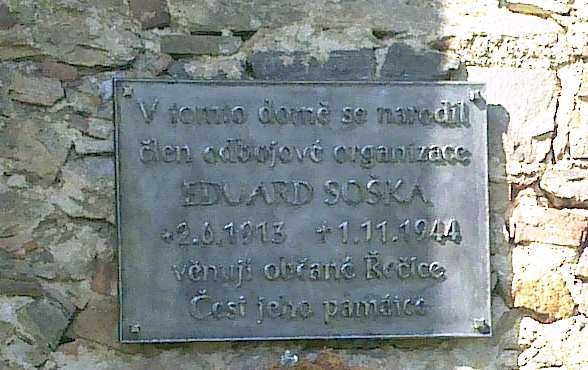 V tomto domě se narodil
člen odbojové organizace
EDUARD SOŠKA
*2.6.1913 ✝1.11.1944
věnují občané Řečice.
Čest jeho památce